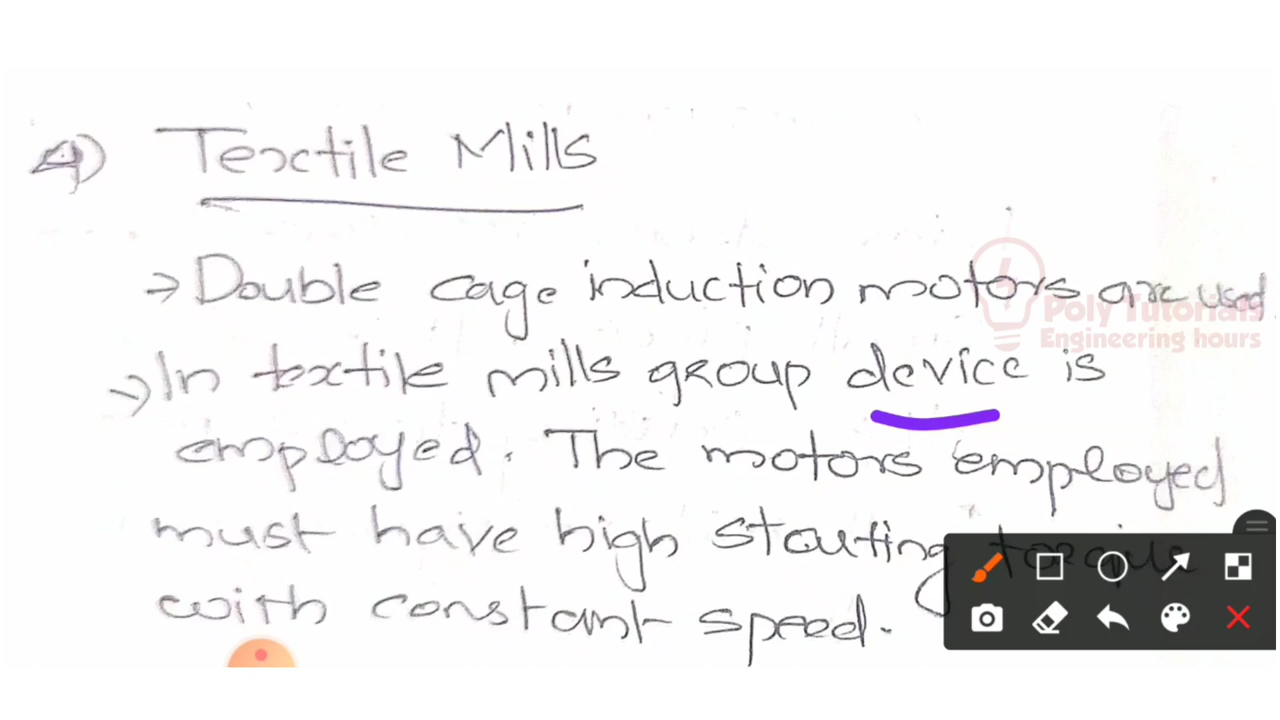 4) Textile Mills
→ Double cage induction motors are used.
Poly Tutorials
Engineering hours
→ In textile mills group device is
employed. The motors employed
must have high starting torque
with constant speed.